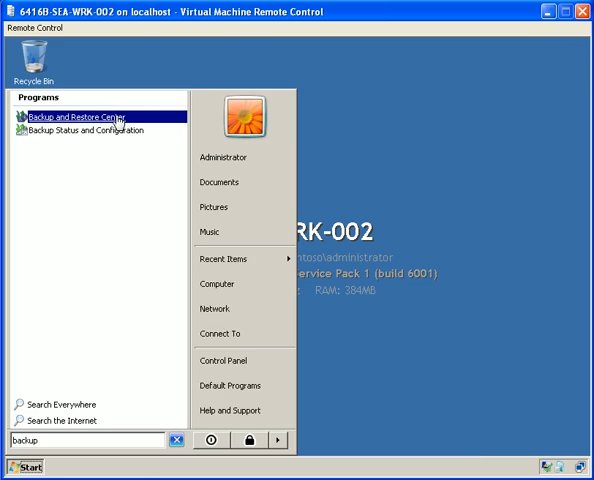 6416B-SEA-WRK-002 on localhost - Virtual Machine Remote Control
Remote Control
Recycle Bin
Programs
Backup and Restore Center
Backup Status and Configuration
Search Everywhere
Search the Internet
backup
Administrator
Documents
Pictures
Music
Recent Items
Computer
Network
Connect To
Control Panel
Default Programs
Help and Support
RK-002
ntoso\administrator
Service Pack 1 (build 6001)
RAM: 384MB
Start